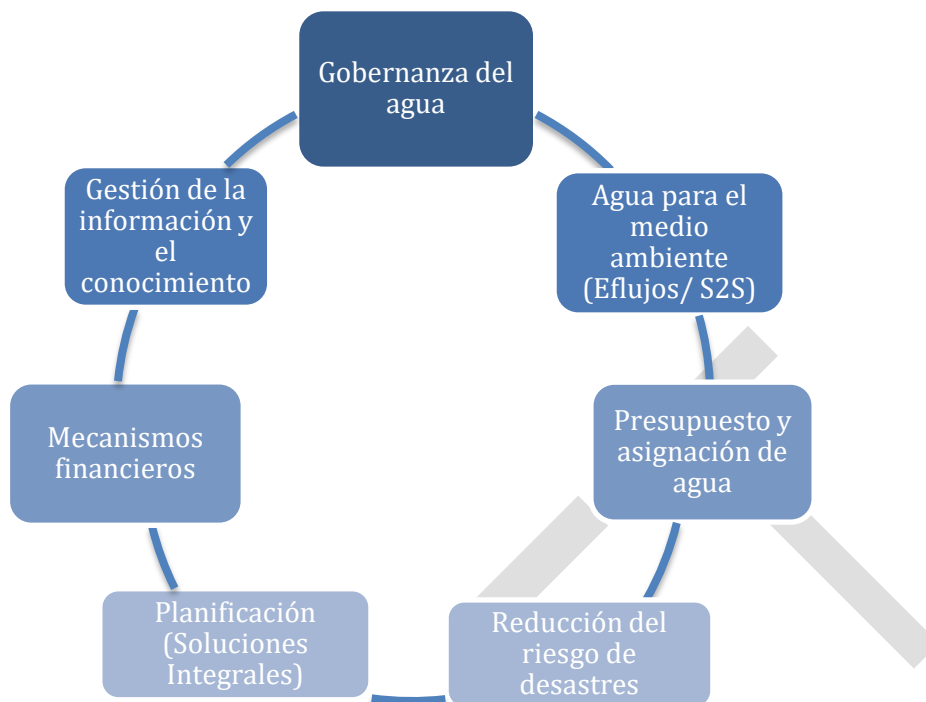 Gobernanza del
agua
Agua para el
medio
ambiente
(Eflujos/ S2S)
Presupuesto y
asignación de
agua
Reducción del
riesgo de
desastres
Planificación
(Soluciones
Integrales)
Mecanismos
financieros
Gestión de la
información y
el
conocimiento